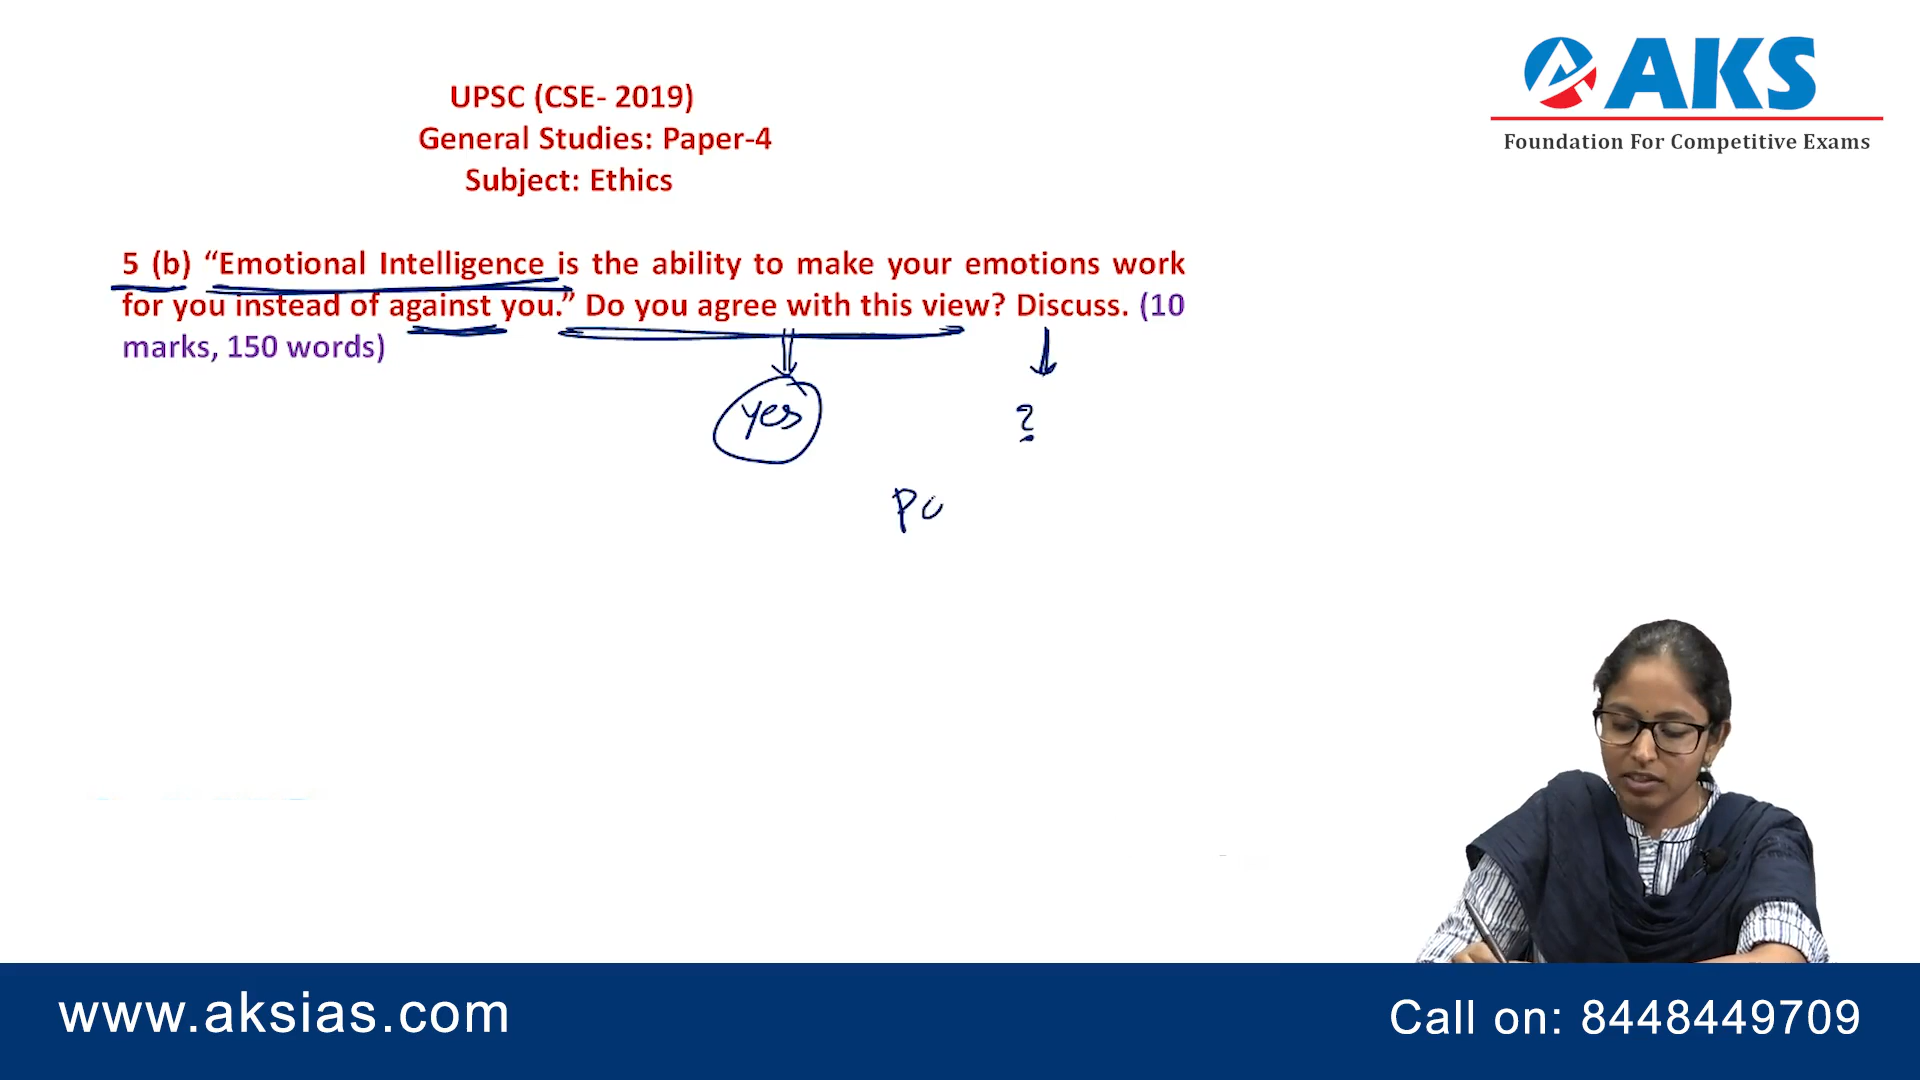 AKS
Foundation For Competitive Exams
UPSC (CSE- 2019)
General Studies: Paper-4
Subject: Ethics
5 (b) “Emotional Intelligence is the ability to make your emotions work
for you instead of against you.” Do you agree with this view? Discuss. (10
marks, 150 words)
yes
?
Po
www.aksias.com
Call on: 8448449709